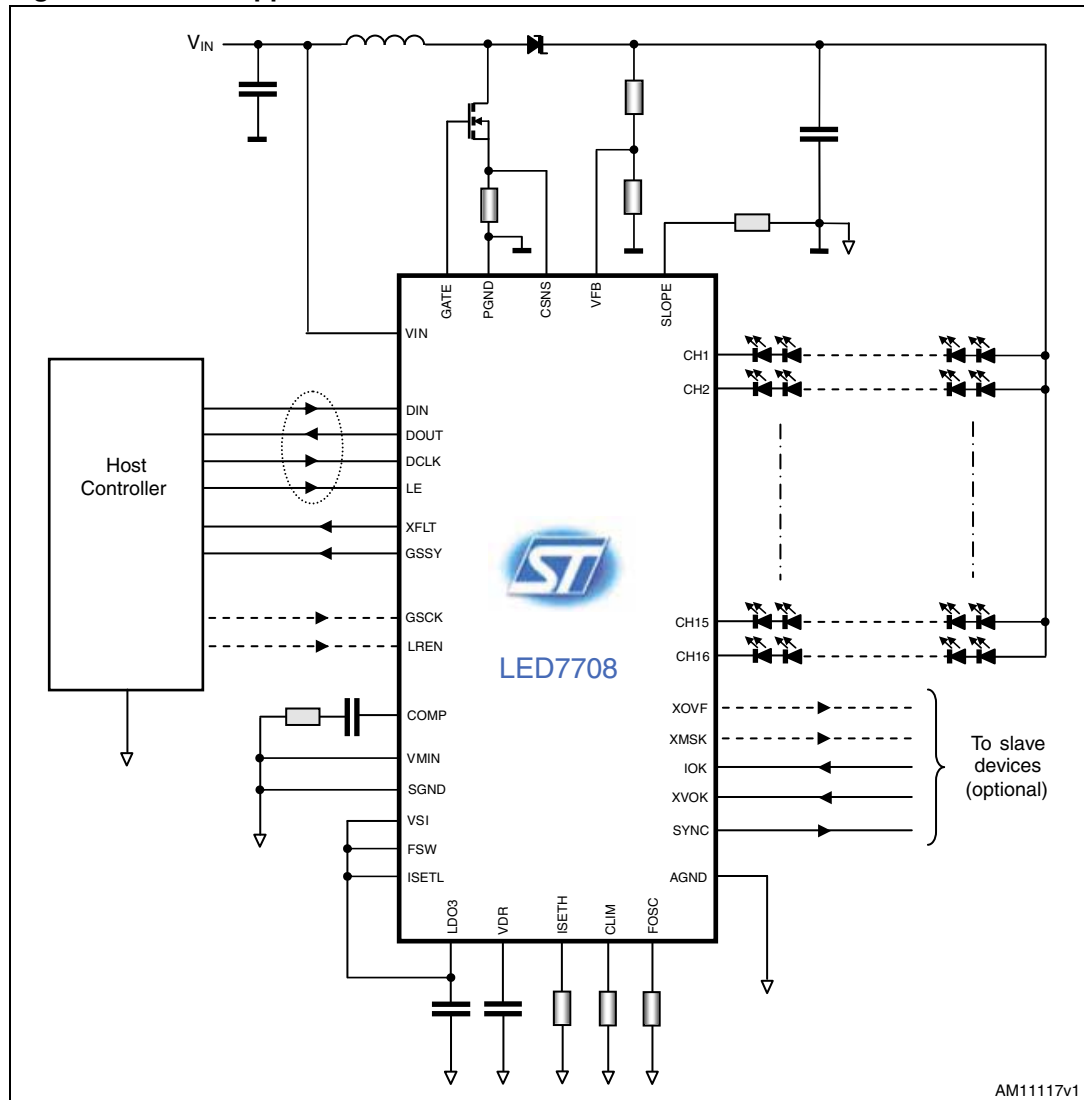 V_IN
GATE
PGND
CSNS
VFB
SLOPE
VIN
CH1
CH2
DIN
DOUT
DCLK
LE
Host
Controller
XFLT
GSSY
ST
GSCK
LREN
CH15
CH16
LED7708
COMP
VMIN
SGND
VSI
FSW
ISETL
XOVF
XMSK
IOK
XVOK
SYNC
To slave
devices
(optional)
AGND
LDO3
VDR
ISETH
CLIM
FOSC
AM11117v1